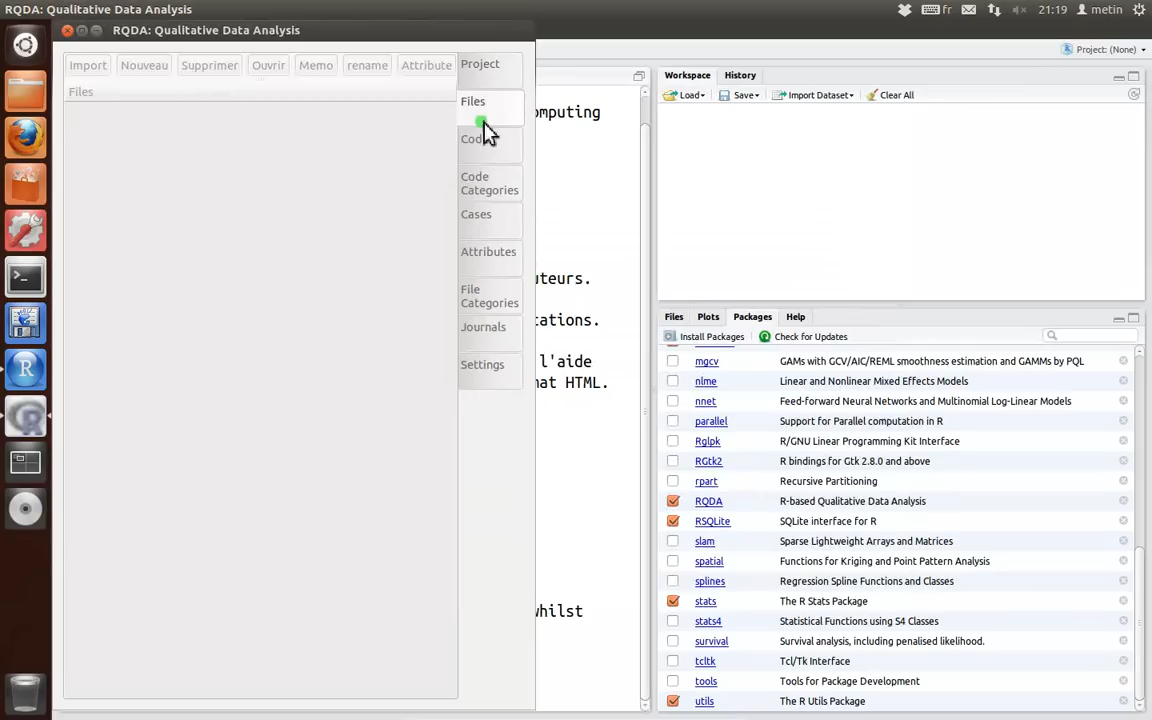 RQDA: Qualitative Data Analysis
fr
21:19
metin
RQDA: Qualitative Data Analysis
Import Nouveau Supprimer Ouvrir Memo rename Attribute
Files
Project
Files
Code
Categories
Cases
Attributes
File
Categories
Journals
Settings
omputing
uteurs.
tations.
l'aide
mat HTML.
whilst
Project: (None)
Workspace History
Load Save Import Dataset Clear All
Files Plots Packages Help
Install Packages Check for Updates
mgcv GAMs with GCV/AIC/REML smoothness estimation and GAMMs by PQL
nlme Linear and Nonlinear Mixed Effects Models
nnet Feed-forward Neural Networks and Multinomial Log-Linear Models
parallel Support for Parallel computation in R
Rglpk R/GNU Linear Programming Kit Interface
RGtk2 R bindings for Gtk 2.8.0 and above
rpart Recursive Partitioning
RQDA R-based Qualitative Data Analysis
RSQLite SQLite interface for R
slam Sparse Lightweight Arrays and Matrices
spatial Functions for Kriging and Point Pattern Analysis
splines Regression Spline Functions and Classes
stats The R Stats Package
stats4 Statistical Functions using S4 Classes
survival Survival analysis, including penalised likelihood.
tcltk Tcl/Tk Interface
tools Tools for Package Development
utils The R Utils Package